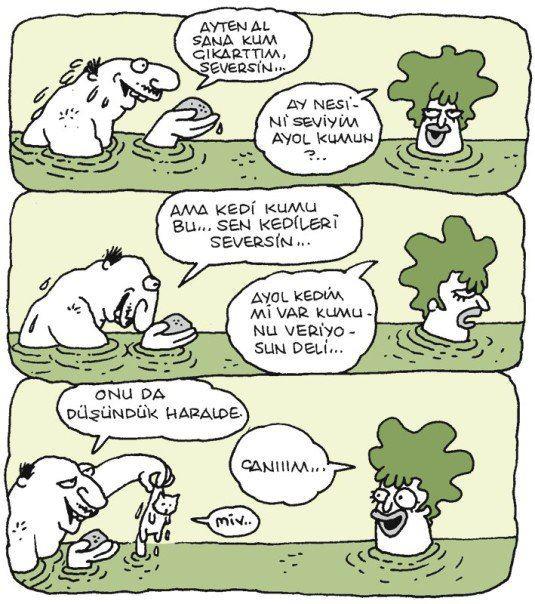 AYTEN AL
SANA KUM
ÇIKARTTIM,
SEVERSİN...
AY NESİ-
Nİ SEVİYİM
AYOL KUMUN
?..
AMA KEDİ KUMU
BU... SEN KEDİLERİ
SEVERSİN...
AYOL KEDİM
Mİ VAR KUMU-
NU VERİYO-
SUN DELİ...
ONU DA
DÜŞÜNDÜK HARALDE.
CANIIIM...
MİV..